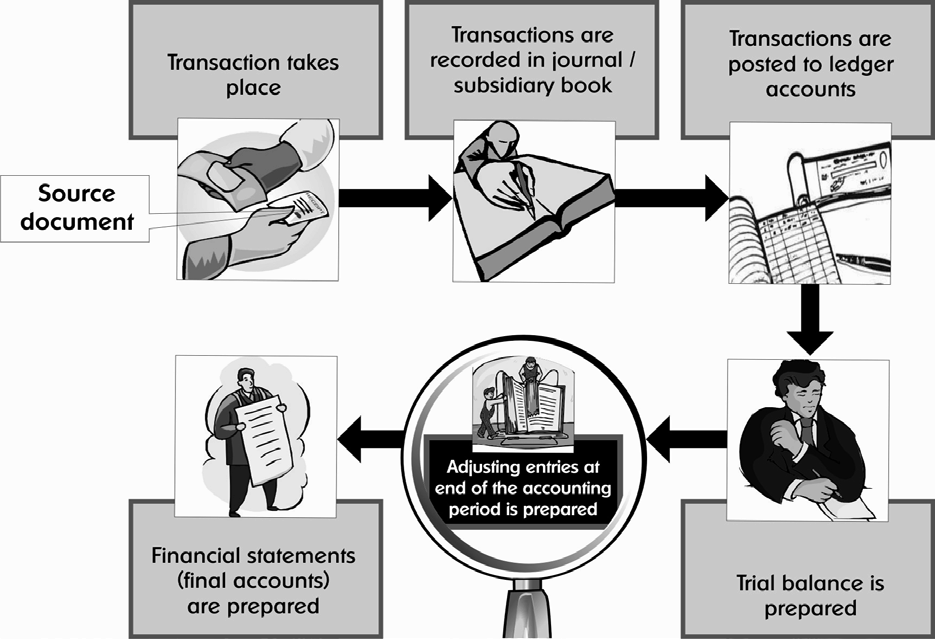 Transaction takes
place
Transactions are
recorded in journal /
subsidiary book
Transactions are
posted to ledger
accounts
Source
document
Adjusting entries at
end of the accounting
period is prepared
Financial statements
(final accounts)
are prepared
Trial balance is
prepared